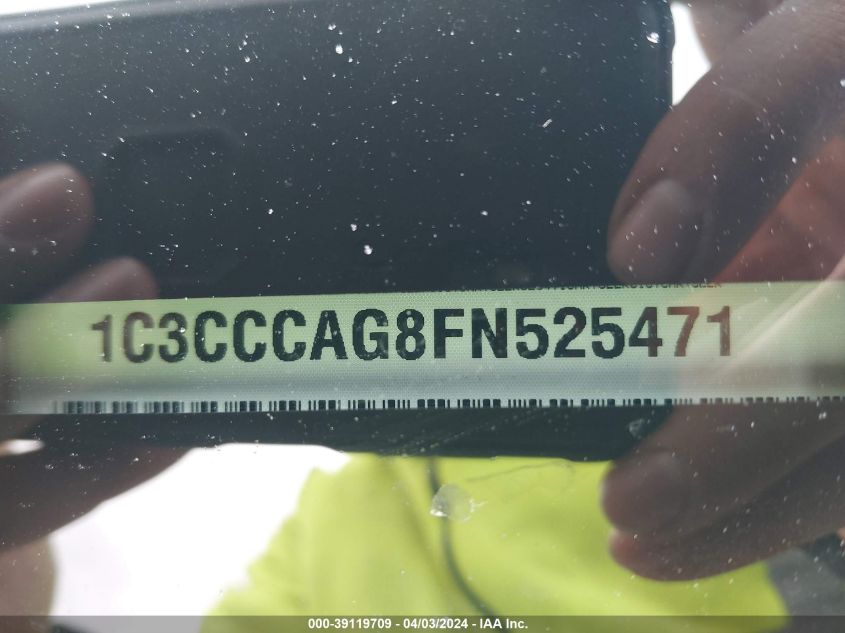 1C3CCCAG8FN525471
000-39119709 - 04/03/2024 - IAA Inc.